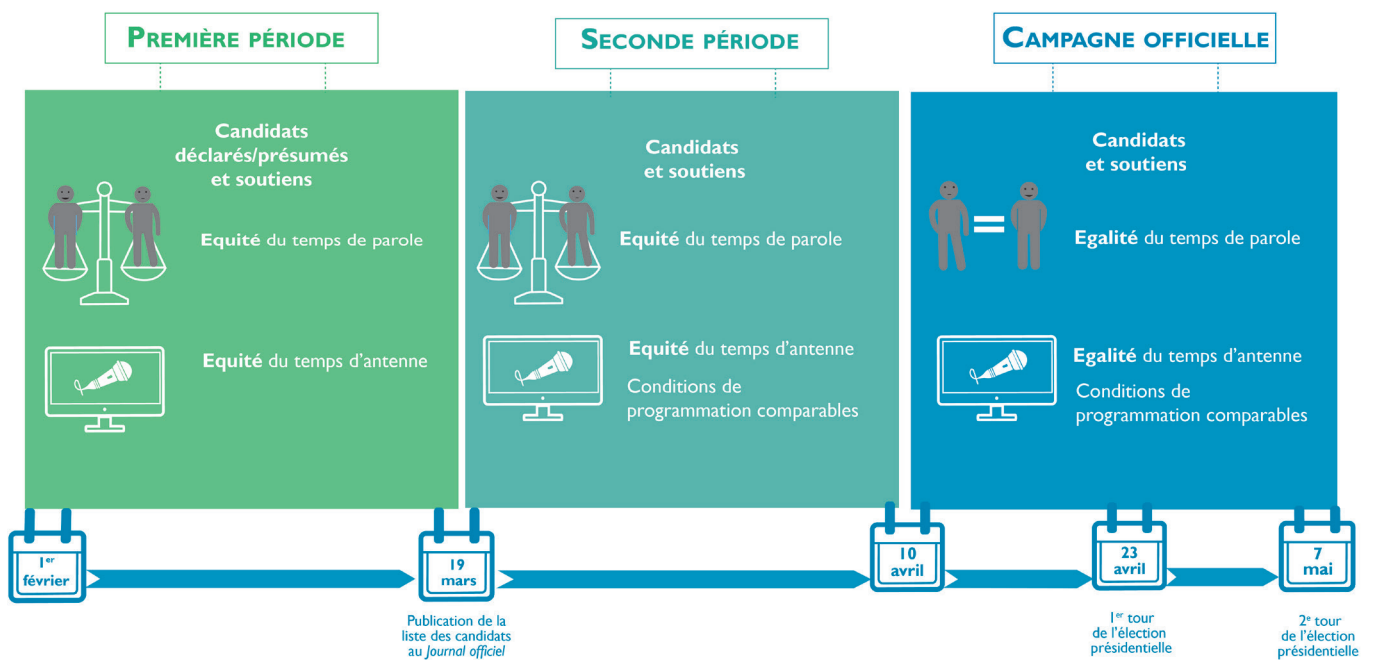 PREMIÈRE PÉRIODE
Candidats
déclarés/présumés
et soutiens
Equité du temps de parole
Equité du temps d'antenne
SECONDE PÉRIODE
Candidats
et soutiens
Equité du temps de parole
Equité du temps d'antenne
Conditions de
programmation comparables
CAMPAGNE OFFICIELLE
Candidats
et soutiens
Egalité du temps de parole
Egalité du temps d'antenne
Conditions de
programmation comparables
1er
février
19
mars
Publication de la
liste des candidats
au Journal officiel
10
avril
23
avril
1er tour
de l'élection
présidentielle
7
mai
2e tour
de l'élection
présidentielle